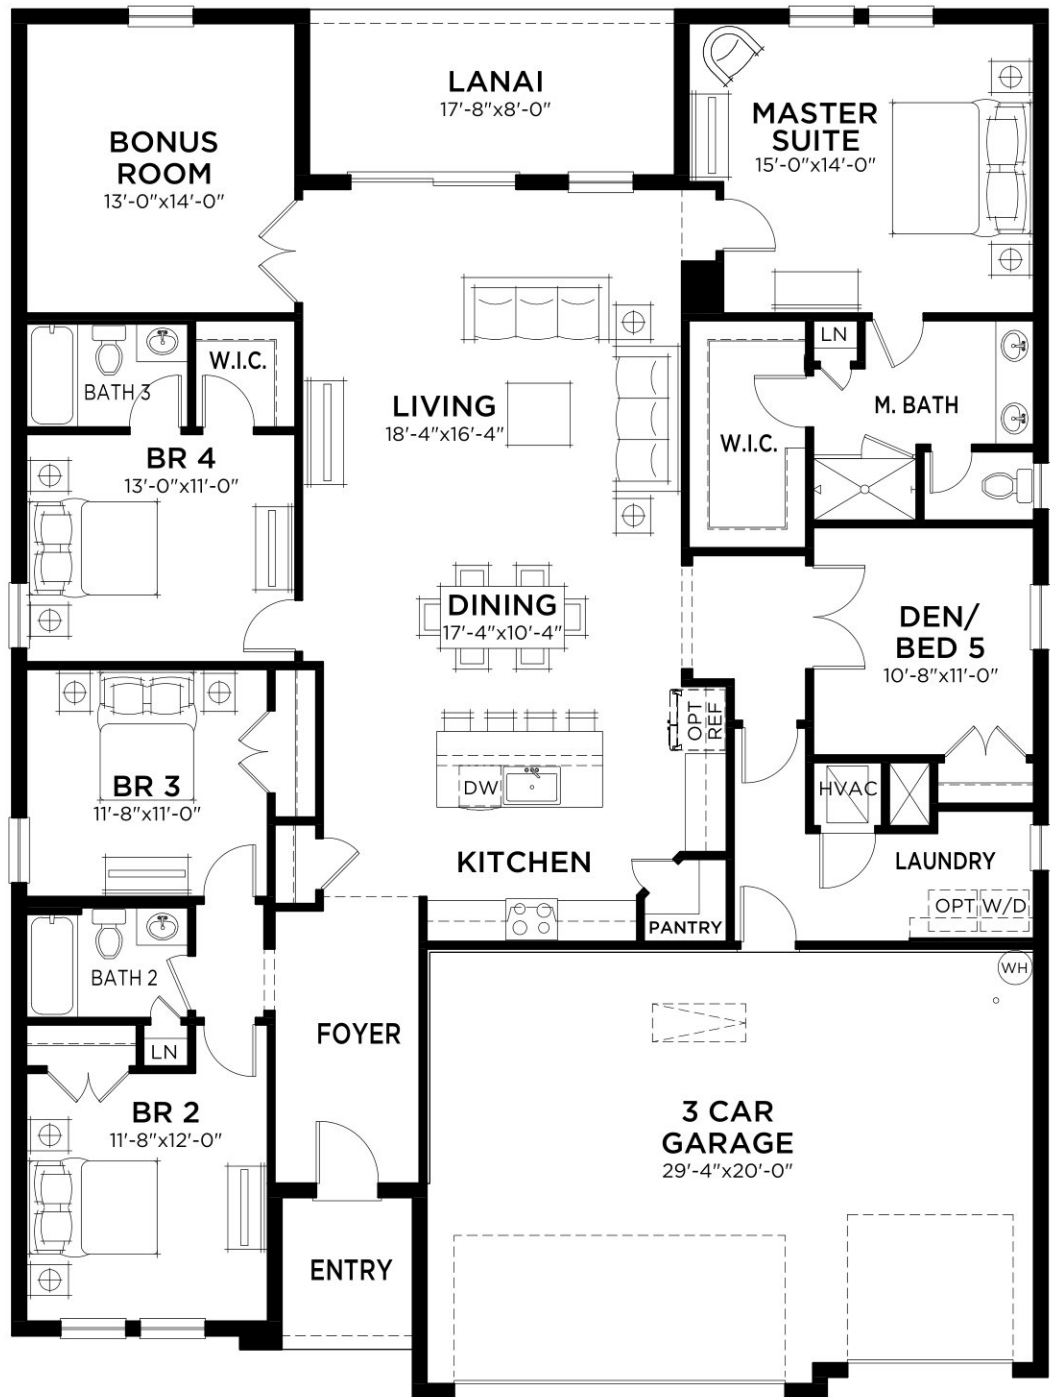 LANAI
17'-8"x8'-0"
BONUS
ROOM
13'-0"x14'-0"
MASTER
SUITE
15'-0"x14'-0"
BATH 3
W.I.C.
LN
M. BATH
LIVING
18'-4"x16'-4"
W.I.C.
BR 4
13'-0"x11'-0"
DINING
17'-4"x10'-4"
DEN/
BED 5
10'-8"x11'-0"
OPT
REF
BR 3
11'-8"x11'-0"
DW
HVAC
KITCHEN
LAUNDRY
OPT W/D
PANTRY
BATH 2
WH
FOYER
LN
BR 2
11'-8"x12'-0"
3 CAR
GARAGE
29'-4"x20'-0"
ENTRY